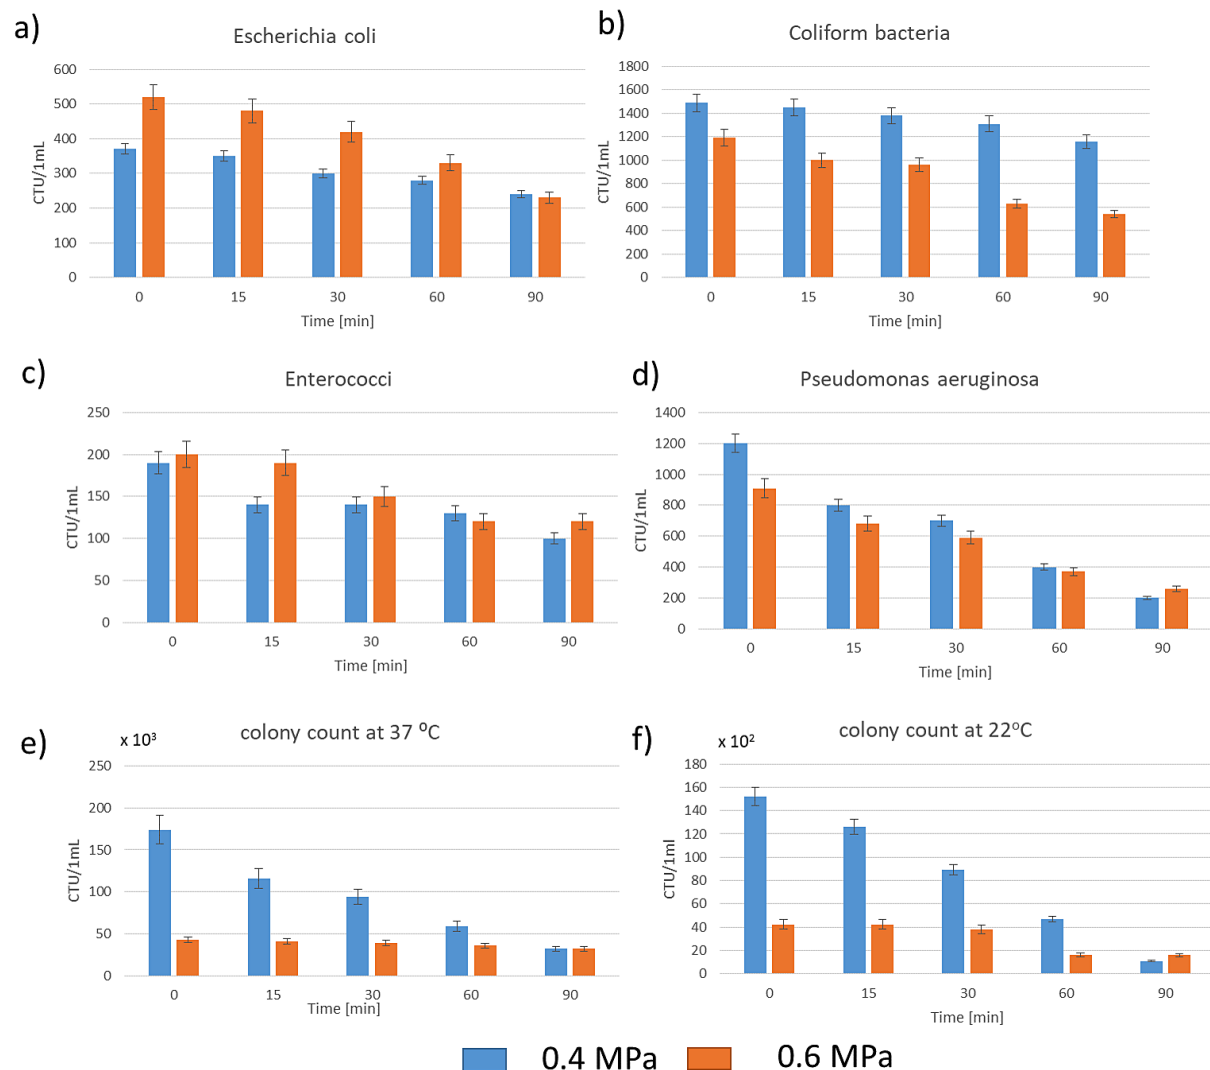 a)
Escherichia coli
CTU/1mL
600
500
400
300
200
100
0
0 15 30 60 90
Time [min]
b)
Coliform bacteria
CTU/1mL
1800
1600
1400
1200
1000
800
600
400
200
0
0 15 30 60 90
Time [min]
c)
Enterococci
CTU/1mL
250
200
150
100
50
0
0 15 30 60 90
Time [min]
d)
Pseudomonas aeruginosa
CTU/1mL
1400
1200
1000
800
600
400
200
0
0 15 30 60 90
Time [min]
e)
x 10³
colony count at 37 ⁰C
CTU/1mL
250
200
150
100
50
0
0 15 30 60 90
Time [min]
f)
x 10²
colony count at 22°C
CTU/1ml
180
160
140
120
100
80
60
40
20
0
0 15 30 60 90
Time [min]
0.4 MPa 0.6 MPa